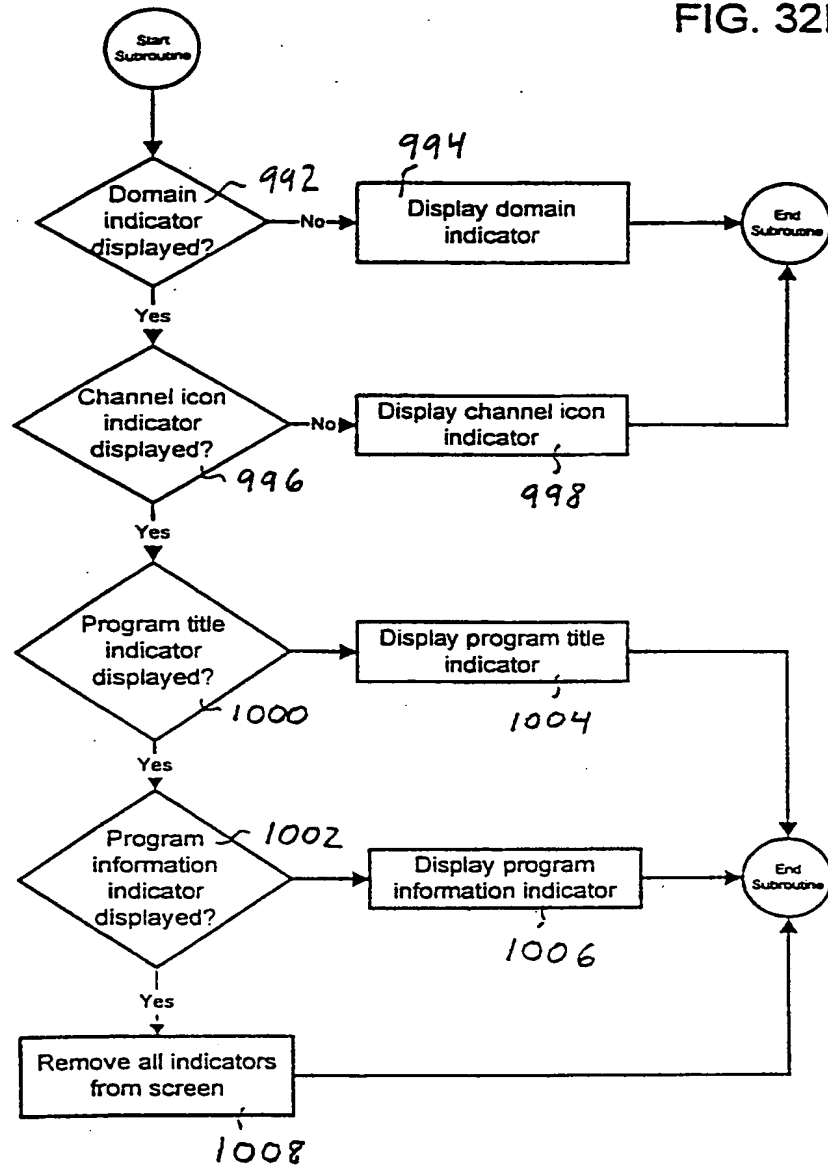 FIG. 32
Start
Subroutine
Domain
indicator
displayed?
992
No
994
Display domain
indicator
End
Subroutine
Yes
Channel icon
indicator
displayed?
996
No
Display channel icon
indicator
998
Yes
Program title
indicator
displayed?
1000
Display program title
indicator
1004
Yes
Program
information
indicator
displayed?
1002
Display program
information indicator
1006
End
Subroutine
Yes
Remove all indicators
from screen
1008